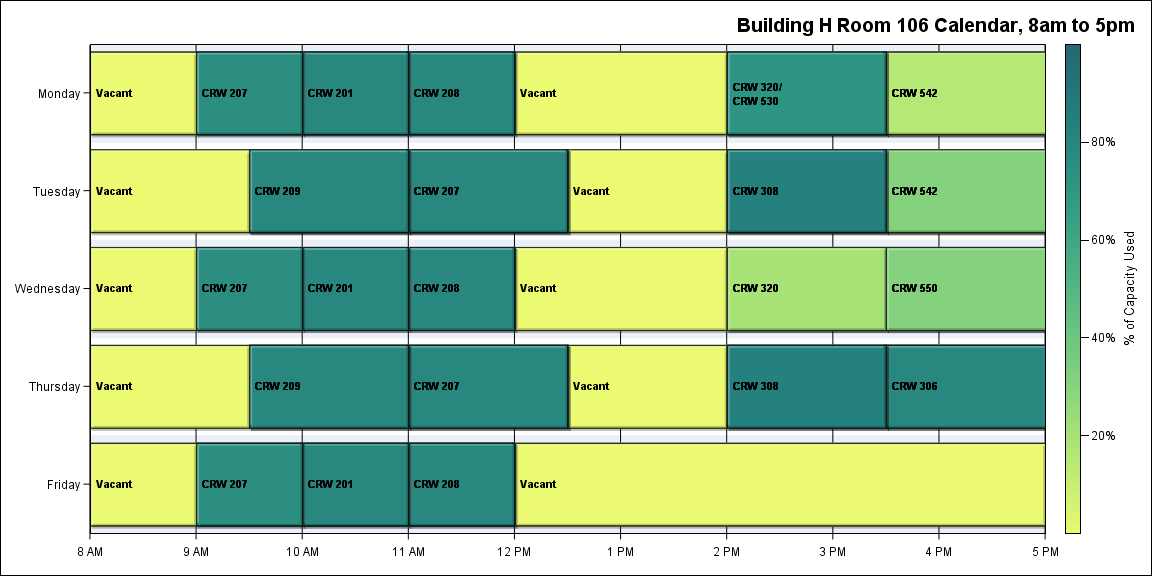 Building H Room 106 Calendar, 8am to 5pm
Monday
Vacant
CRW 207
CRW 201
CRW 208
Vacant
CRW 320/
CRW 530
CRW 542
Tuesday
Vacant
CRW 209
CRW 207
Vacant
CRW 308
CRW 542
Wednesday
Vacant
CRW 207
CRW 201
CRW 208
Vacant
CRW 320
CRW 550
Thursday
Vacant
CRW 209
CRW 207
Vacant
CRW 308
CRW 306
Friday
Vacant
CRW 207
CRW 201
CRW 208
Vacant
8 AM
9 AM
10 AM
11 AM
12 PM
1 PM
2 PM
3 PM
4 PM
5 PM
80%
60%
40%
20%
% of Capacity Used